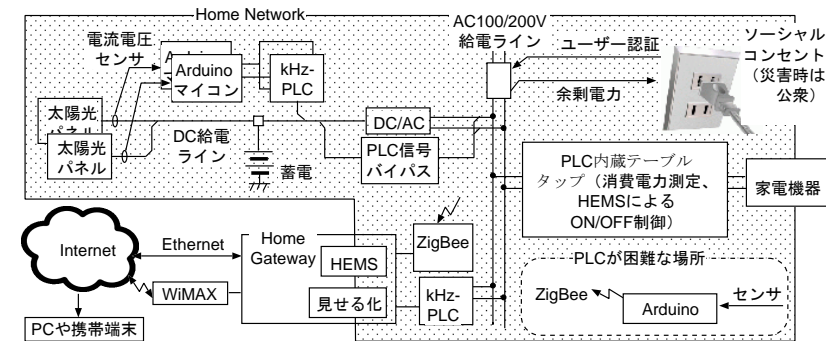 Home Network
AC100/200V
給電ライン
電流電圧
センサ
Arduino
マイコン
kHz-
PLC
ユーザー認証
余剰電力
ソーシャル
コンセント
（災害時は
公衆）
太陽光
パネル
太陽光
パネル
DC給電
ライン
蓄電
DC/AC
PLC信号
バイパス
PLC内蔵テーブル
タップ（消費電力測定、
HEMSによる
ON/OFF制御）
家電機器
Internet
Ethernet
WiMAX
PCや携帯端末
Home
Gateway
HEMS
見せる化
ZigBee
kHz-
PLC
PLCが困難な場所
ZigBee
Arduino
センサ